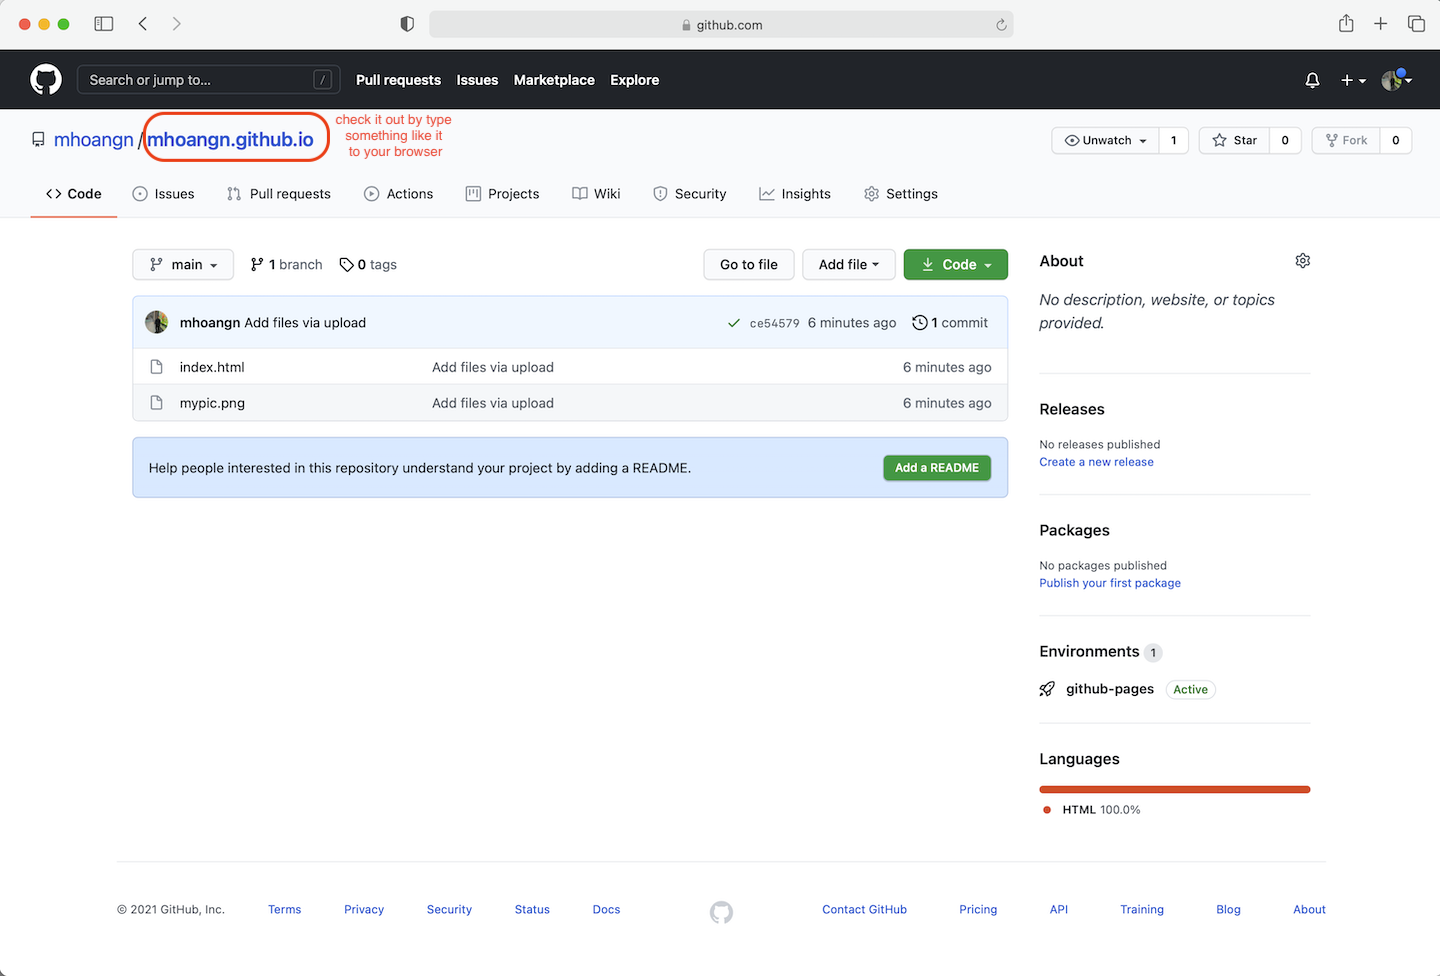 github.com
Search or jump to...
/
Pull requests
Issues
Marketplace
Explore
mhoangn / mhoangn.github.io
check it out by type
something like it
to your browser
Unwatch
1
Star
0
Fork
0
Code
Issues
Pull requests
Actions
Projects
Wiki
Security
Insights
Settings
main
1 branch
0 tags
Go to file
Add file
Code
mhoangn Add files via upload
ce54579 6 minutes ago
1 commit
index.html
Add files via upload
6 minutes ago
mypic.png
Add files via upload
6 minutes ago
Help people interested in this repository understand your project by adding a README.
Add a README
About
No description, website, or topics
provided.
Releases
No releases published
Create a new release
Packages
No packages published
Publish your first package
Environments 1
github-pages Active
Languages
HTML 100.0%
© 2021 GitHub, Inc.
Terms
Privacy
Security
Status
Docs
Contact GitHub
Pricing
API
Training
Blog
About